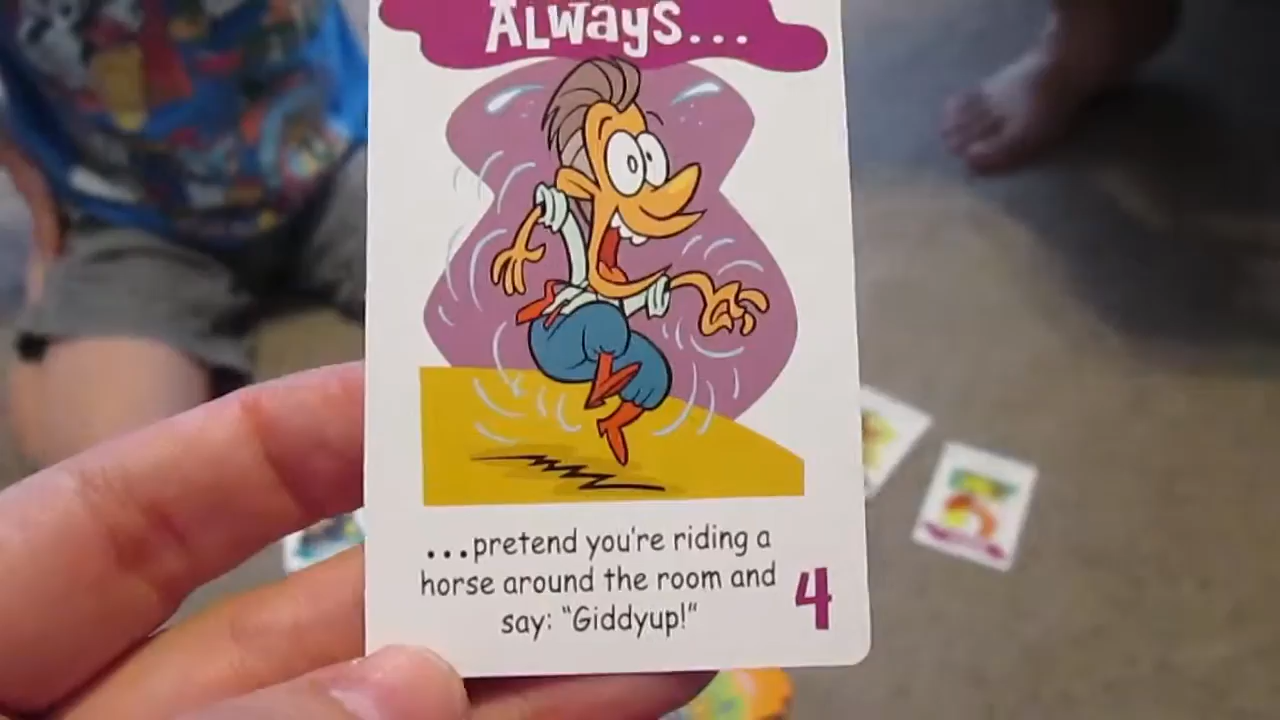 ALways...
...pretend you're riding a
horse around the room and
say: "Giddyup!"
4